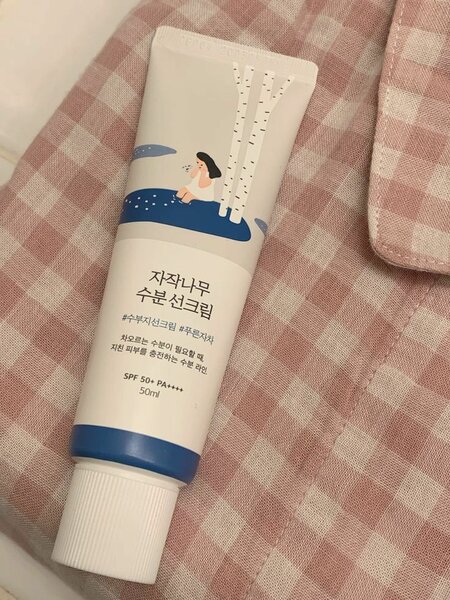 자작나무
수분 선크림
#수부지선크림 #푸른자차
차오르는 수분이 필요할 때,
지친 피부를 충전하는 수분 라인
SPF 50+ PA++++
50ml